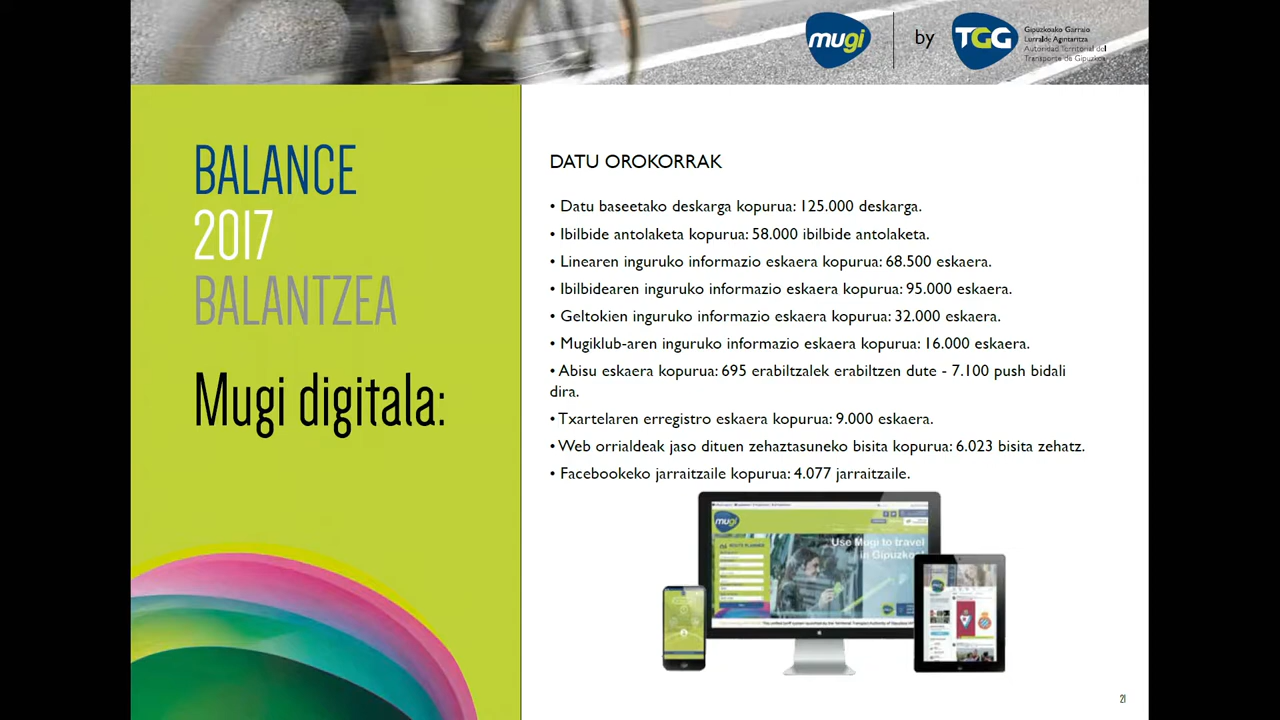 mugi
by
TGG
Gipuzkoako Garraio
Lurralde Agintaritza
Autoridad Territorial del
Transporte de Gipuzkoa
BALANCE
2017
BALANTZEA
Mugi digitala:
DATU OROKORRAK
• Datu baseetako deskarga kopurua: 125.000 deskarga.
• Ibilbide antolaketa kopurua: 58.000 ibilbide antolaketa.
• Linearen inguruko informazio eskaera kopurua: 68.500 eskaera.
• Ibilbidearen inguruko informazio eskaera kopurua: 95.000 eskaera.
• Geltokien inguruko informazio eskaera kopurua: 32.000 eskaera.
• Mugiklub-aren inguruko informazio eskaera kopurua: 16.000 eskaera.
• Abisu eskaera kopurua: 695 erabiltzalek erabiltzen dute - 7.100 push bidali
dira.
• Txartelaren erregistro eskaera kopurua: 9.000 eskaera.
• Web orrialdeak jaso dituen zehaztasuneko bisita kopurua: 6.023 bisita zehatz.
• Facebookeko jarraitzaile kopurua: 4.077 jarraitzaile.
mugi
ROUTE PLANNER
Use Mugi to travel
in Gipuzkoa!
21